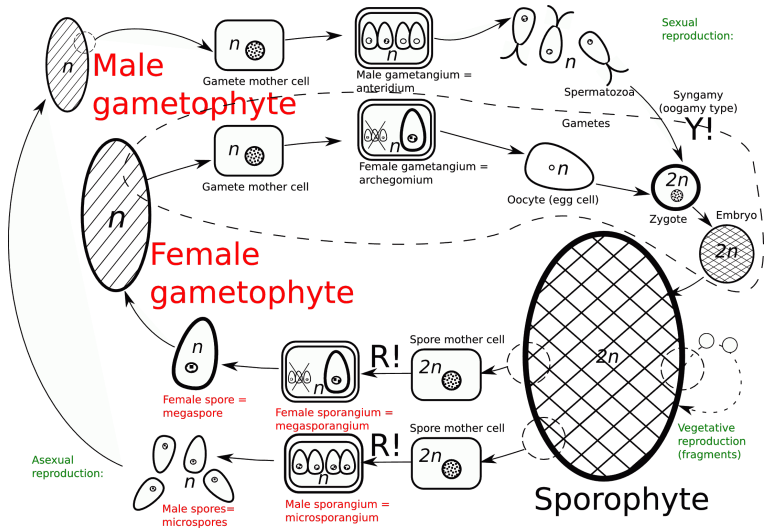 Sexual
reproduction:
n
Male
gametophyte
n
Gamete mother cell
n
Male gametangium =
anteridium
n
Spermatozoa
Syngamy
(oogamy type)
Y!
Gametes
n
Gamete mother cell
n
Female gametangium =
archegomium
n
Oocyte (egg cell)
2n
Zygote
Embryo
2n
n
Female
gametophyte
n
Female spore =
megaspore
n
Female sporangium =
megasporangium
R!
Spore mother cell
2n
2n
Sporophyte
Vegetative
reproduction
(fragments)
Asexual
reproduction:
n
Male spores=
microspores
n
Male sporangium =
microsporangium
R!
Spore mother cell
2n